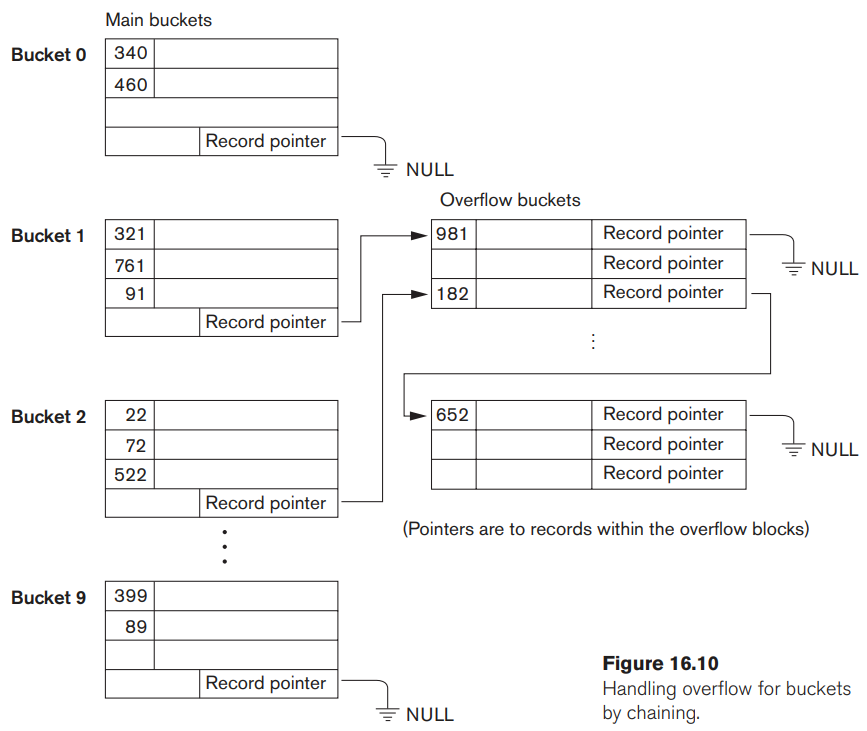 Main buckets
Bucket 0
340
460
Record pointer
NULL
Overflow buckets
Bucket 1
321
761
91
Record pointer
981 Record pointer
Record pointer
182 Record pointer
NULL
Bucket 2
22
72
522
Record pointer
652 Record pointer
Record pointer
Record pointer
NULL
(Pointers are to records within the overflow blocks)
Bucket 9
399
89
Record pointer
NULL
Figure 16.10
Handling overflow for buckets
by chaining.